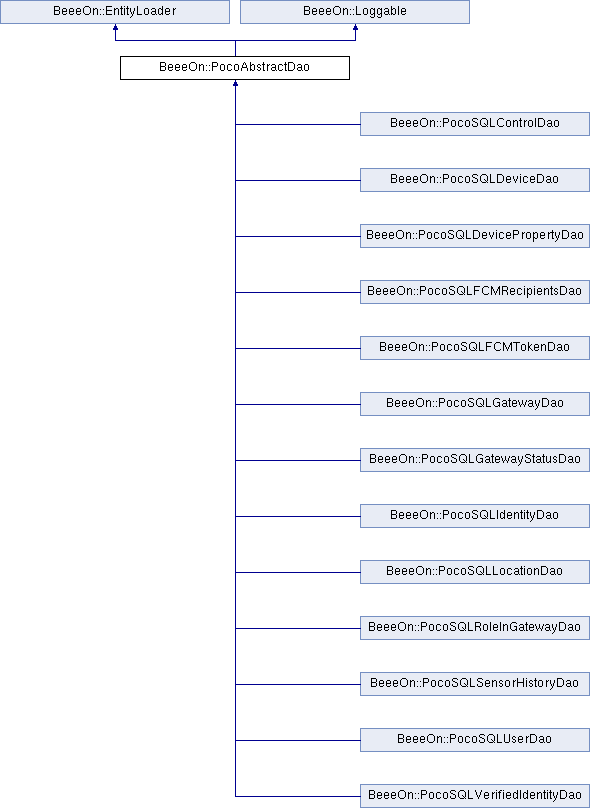 BeeeOn::EntityLoader
BeeeOn::Loggable
BeeeOn::PocoAbstractDao
BeeeOn::PocoSQLControlDao
BeeeOn::PocoSQLDeviceDao
BeeeOn::PocoSQLDevicePropertyDao
BeeeOn::PocoSQLFCMRecipientsDao
BeeeOn::PocoSQLFCMTokenDao
BeeeOn::PocoSQLGatewayDao
BeeeOn::PocoSQLGatewayStatusDao
BeeeOn::PocoSQLIdentityDao
BeeeOn::PocoSQLLocationDao
BeeeOn::PocoSQLRoleInGatewayDao
BeeeOn::PocoSQLSensorHistoryDao
BeeeOn::PocoSQLUserDao
BeeeOn::PocoSQLVerifiedIdentityDao